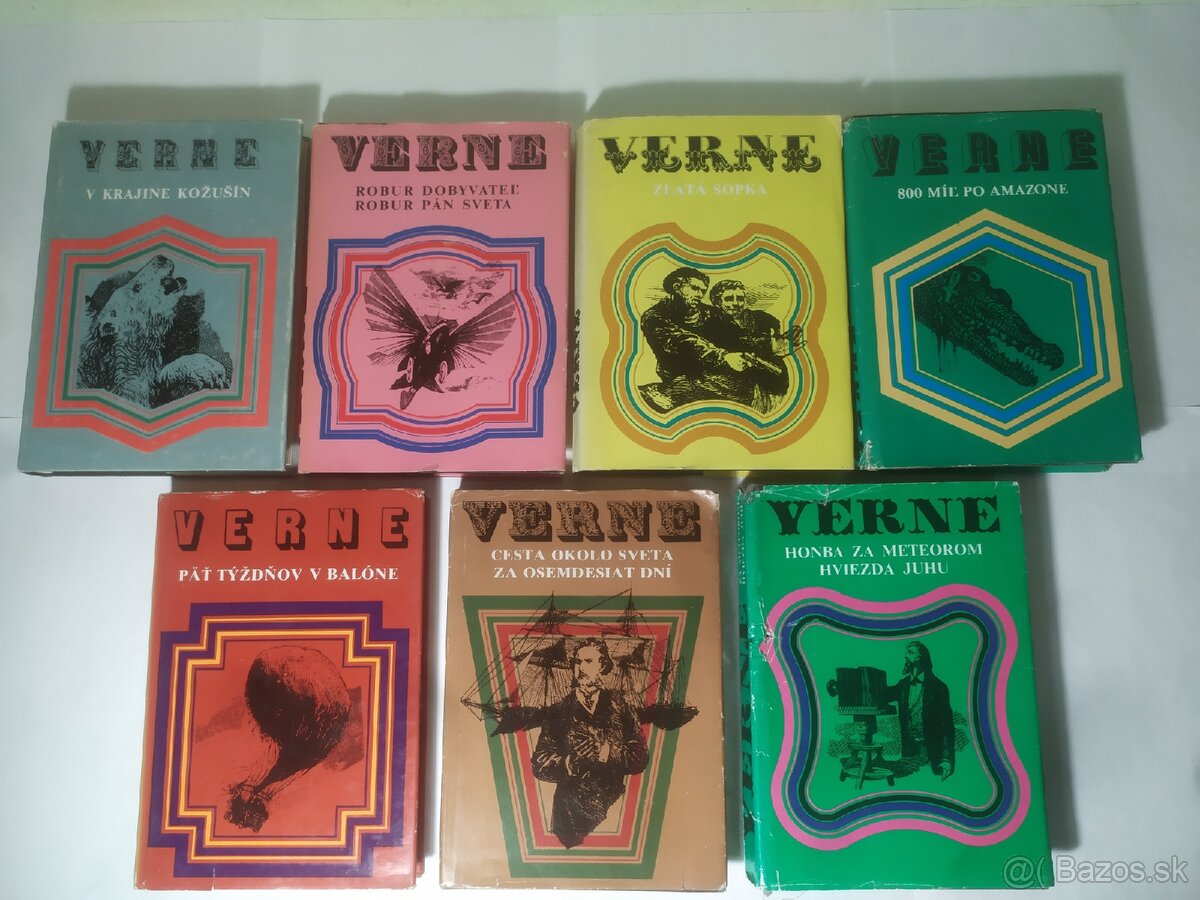 VERNE
V KRAJINE KOŽUŠÍN
VERNE
ROBUR DOBYVATEĽ
ROBUR PÁN SVETA
VERNE
ZLATÁ SOPKA
VERNE
800 MÍĽ PO AMAZONE
VERNE
PÄŤ TÝŽDŇOV V BALÓNE
VERNE
CESTA OKOLO SVETA
ZA OSEMDESIAT DNÍ
VERNE
HONBA ZA METEOROM
HVIEZDA JUHU
@( Bazos.sk